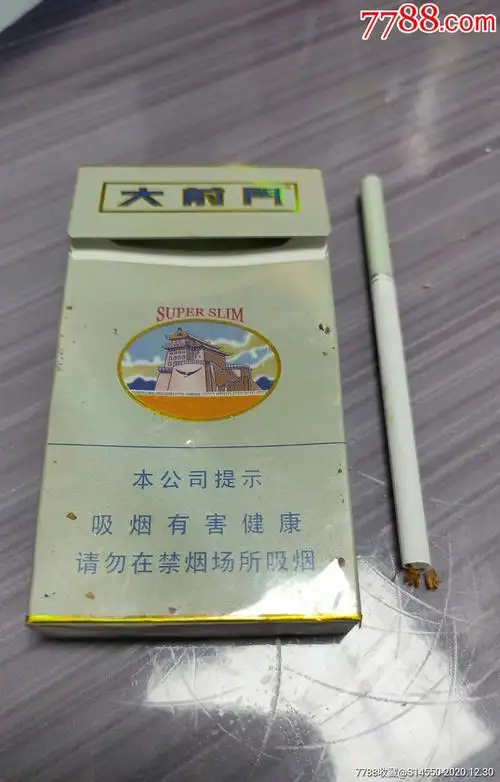 7788.com
大前門
SUPER SLIM
本公司提示
吸烟有害健康
请勿在禁烟场所吸烟
7788收藏@S14550-2020.12.30